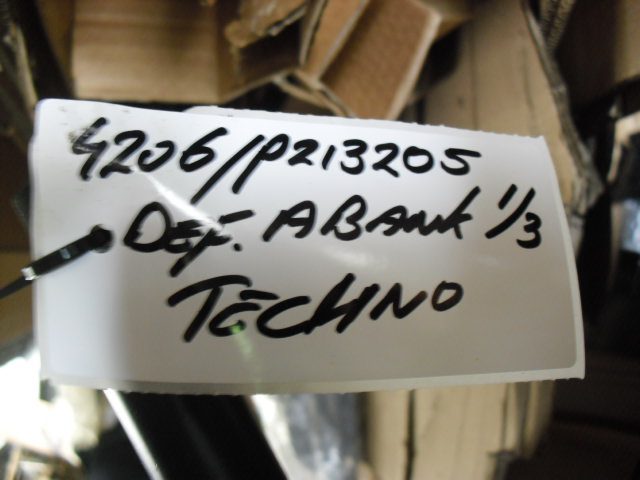 4206/P213205
DEF. ABANK 1/3
TECHNO